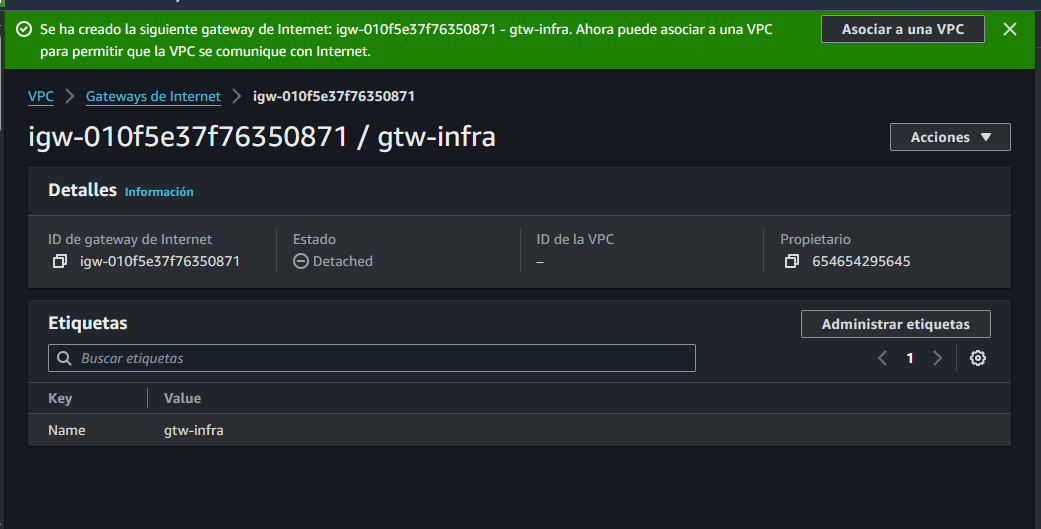 Se ha creado la siguiente gateway de Internet: igw-010f5e37f76350871 - gtw-infra. Ahora puede asociar a una VPC
para permitir que la VPC se comunique con Internet.
Asociar a una VPC
VPC > Gateways de Internet > igw-010f5e37f76350871
igw-010f5e37f76350871 / gtw-infra
Acciones
Detalles Información
ID de gateway de Internet
igw-010f5e37f76350871
Estado
Detached
ID de la VPC
–
Propietario
654654295645
Etiquetas
Administrar etiquetas
Buscar etiquetas
1
Key Value
Name gtw-infra